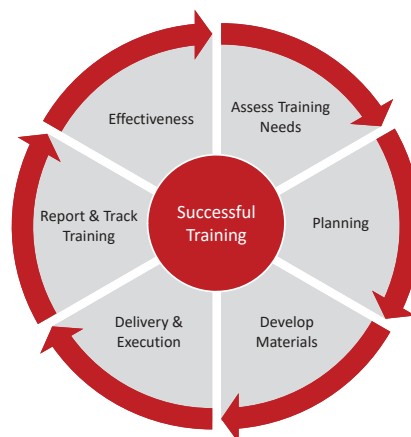 Effectiveness
Assess Training
Needs
Report & Track
Training
Successful
Training
Planning
Delivery &
Execution
Develop
Materials